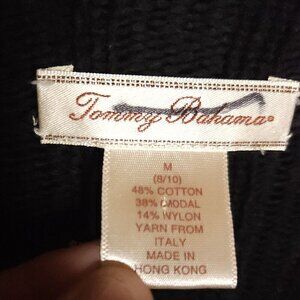 Tommy Bahama®
M
(8/10)
48% COTTON
38% MODAL
14% NYLON
YARN FROM
ITALY
MADE IN
HONG KONG